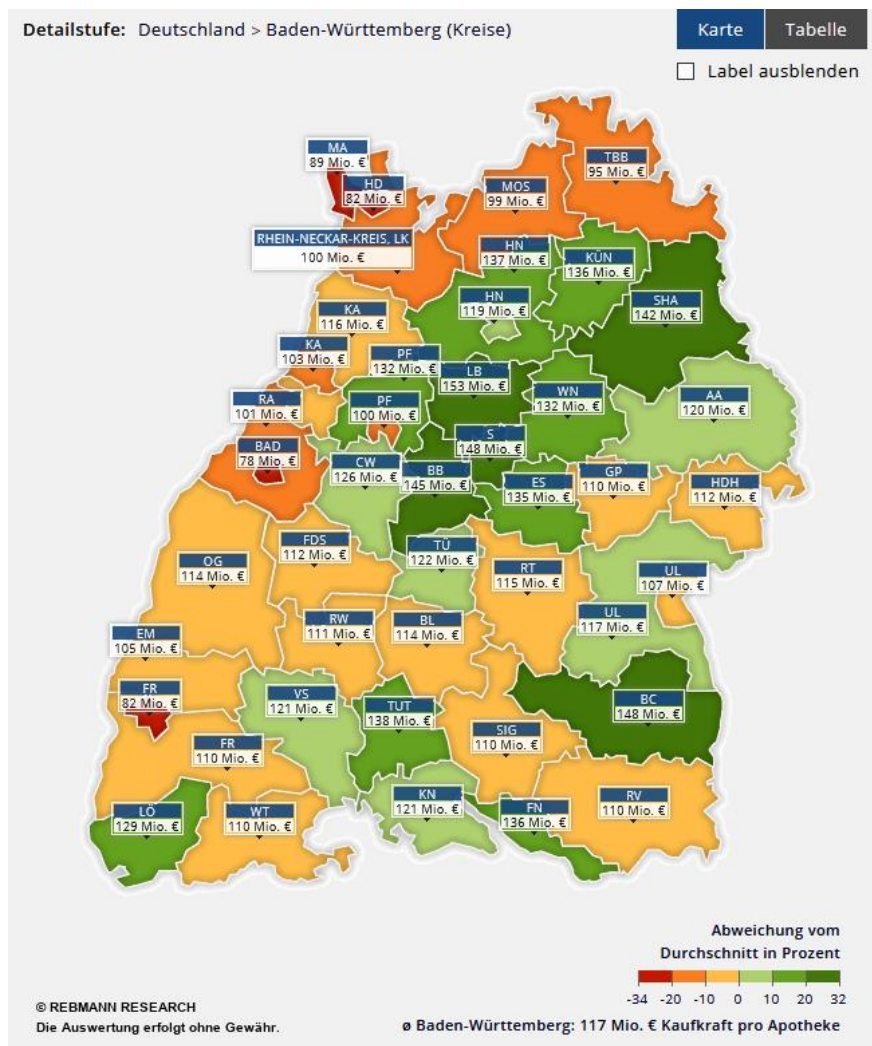 Detailstufe: Deutschland > Baden-Württemberg (Kreise)
Karte
Tabelle
Label ausblenden
MA
89 Mio. €
HD
82 Mio. €
TBB
95 Mio. €
MOS
99 Mio. €
RHEIN-NECKAR-KREIS, LK
100 Mio. €
HN
137 Mio. €
KÜN
136 Mio. €
HN
119 Mio. €
SHA
142 Mio. €
KA
116 Mio. €
KA
103 Mio. €
PF
132 Mio. €
LB
153 Mio. €
WN
132 Mio. €
AA
120 Mio. €
RA
101 Mio. €
PF
100 Mio. €
S
148 Mio. €
BAD
78 Mio. €
CW
126 Mio. €
BB
145 Mio. €
ES
135 Mio. €
GP
110 Mio. €
HDH
112 Mio. €
FDS
112 Mio. €
TÜ
122 Mio. €
OG
114 Mio. €
RT
115 Mio. €
UL
107 Mio. €
UL
117 Mio. €
RW
111 Mio. €
BL
114 Mio. €
EM
105 Mio. €
FR
82 Mio. €
VS
121 Mio. €
TUT
138 Mio. €
BC
148 Mio. €
SIG
110 Mio. €
FR
110 Mio. €
LÖ
129 Mio. €
WT
110 Mio. €
KN
121 Mio. €
FN
136 Mio. €
RV
110 Mio. €
Abweichung vom
Durchschnitt in Prozent
-34 -20 -10 0 10 20 32
© REBMANN RESEARCH
Die Auswertung erfolgt ohne Gewähr.
ø Baden-Württemberg: 117 Mio. € Kaufkraft pro Apotheke